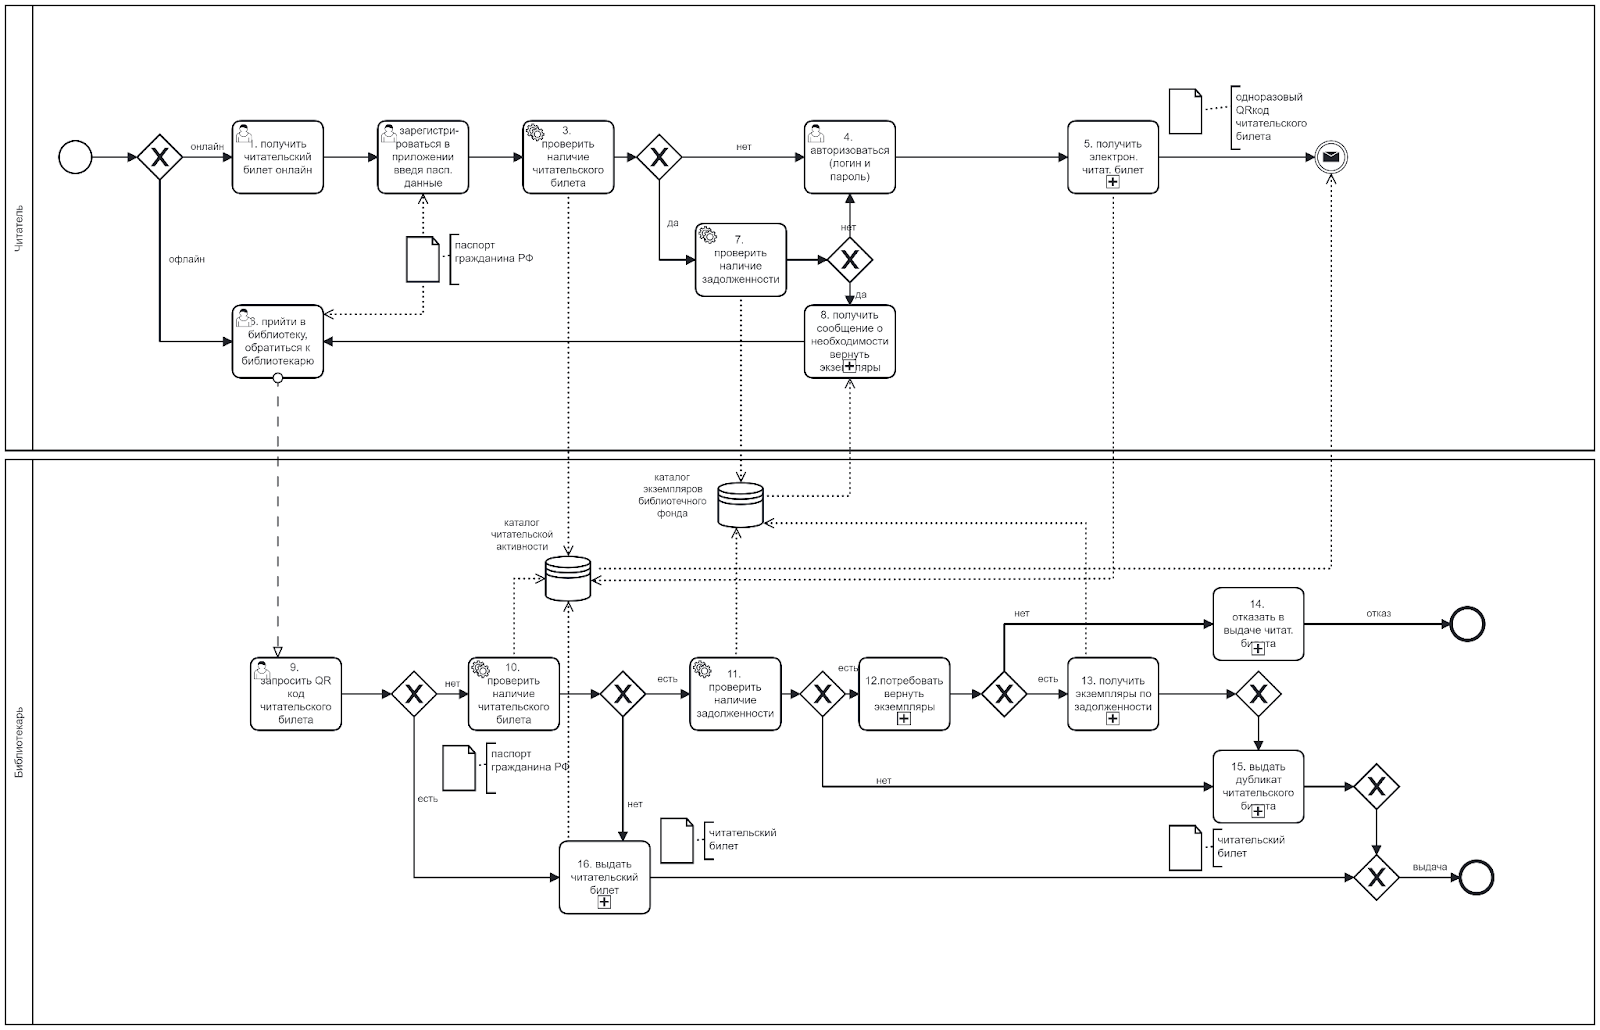 Читатель
онлайн
офлайн
1. получить
читательский
билет онлайн
зарегистри-
роваться в
приложении
введя пасп.
данные
3.
проверить
наличие
читательского
билета
нет
да
4.
авторизоваться
(логин и
пароль)
5. получить
электрон.
читат. билет
одноразовый
QRкод
читательского
билета
паспорт
гражданина РФ
7.
проверить
наличие
задолженности
нет
да
прийти в
библиотеку,
обратиться к
библиотекарю
8. получить
сообщение о
необходимости
вернуть
экземпляры
Библиотекарь
каталог
экземпляров
библиотечного
фонда
каталог
читательской
активности
9.
запросить QR
код
читательского
билета
нет
есть
10.
проверить
наличие
читательского
билета
есть
нет
11.
проверить
наличие
задолженности
есть
нет
12.потребовать
вернуть
экземпляры
нет
есть
13. получить
экземпляры по
задолженности
14.
отказать в
выдаче читат.
билета
отказ
15. выдать
дубликат
читательского
билета
паспорт
гражданина РФ
16. выдать
читательский
билет
читательский
билет
читательский
билет
выдача